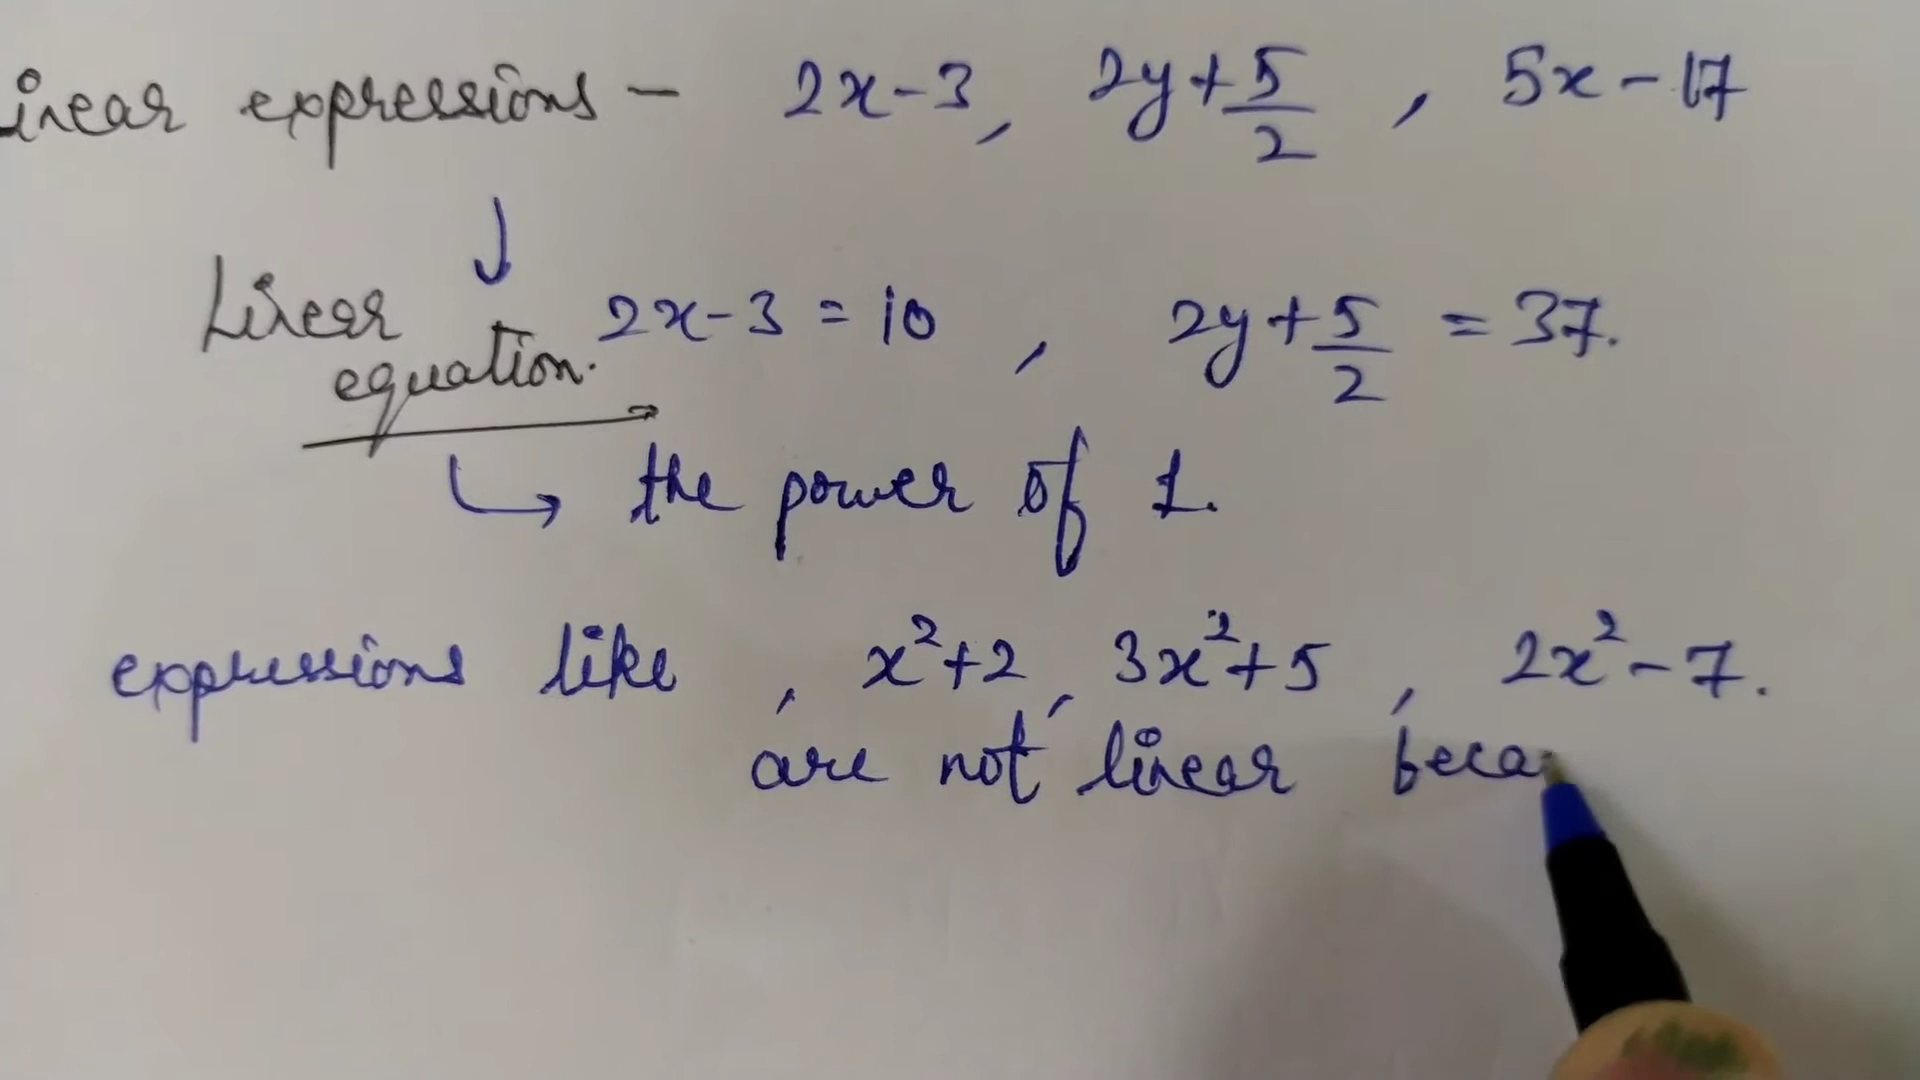 inear expressions — 2x-3, 2y+5/2, 5x-17
Linear equation. 2x-3 = 10, 2y+5/2 = 37.
the power of 1.
expressions like, x²+2, 3x²+5, 2x²-7.
are not linear beca